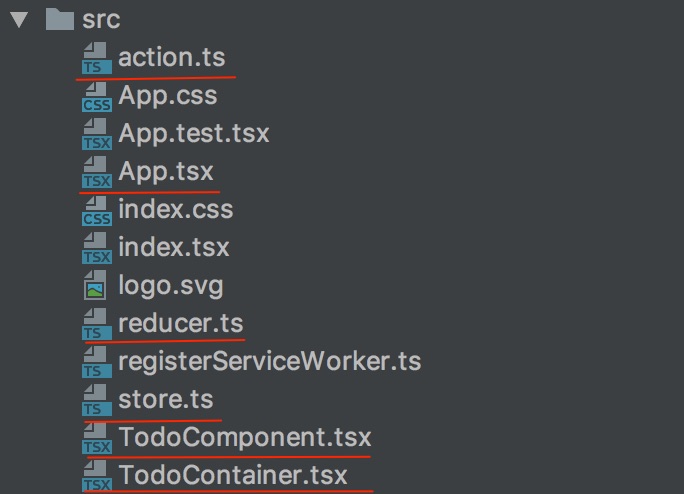 src
TS action.ts
CSS App.css
TSX App.test.tsx
TSX App.tsx
CSS index.css
TSX index.tsx
logo.svg
TS reducer.ts
TS registerServiceWorker.ts
TS store.ts
TSX TodoComponent.tsx
TSX TodoContainer.tsx